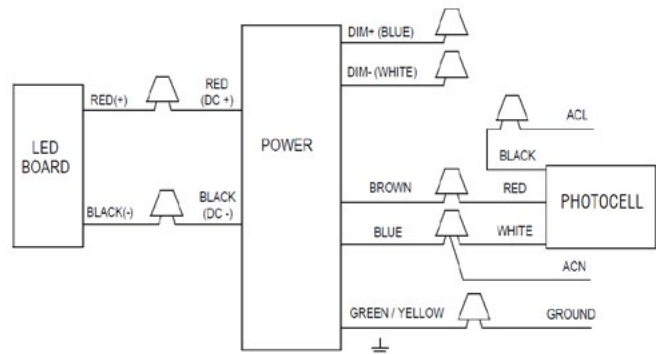 DIM+ (BLUE)
DIM- (WHITE)
RED(+)
RED
(DC +)
LED
BOARD
POWER
ACL
BLACK
BROWN
RED
PHOTOCELL
BLACK(-)
BLACK
(DC -)
BLUE
WHITE
ACN
GREEN / YELLOW
GROUND